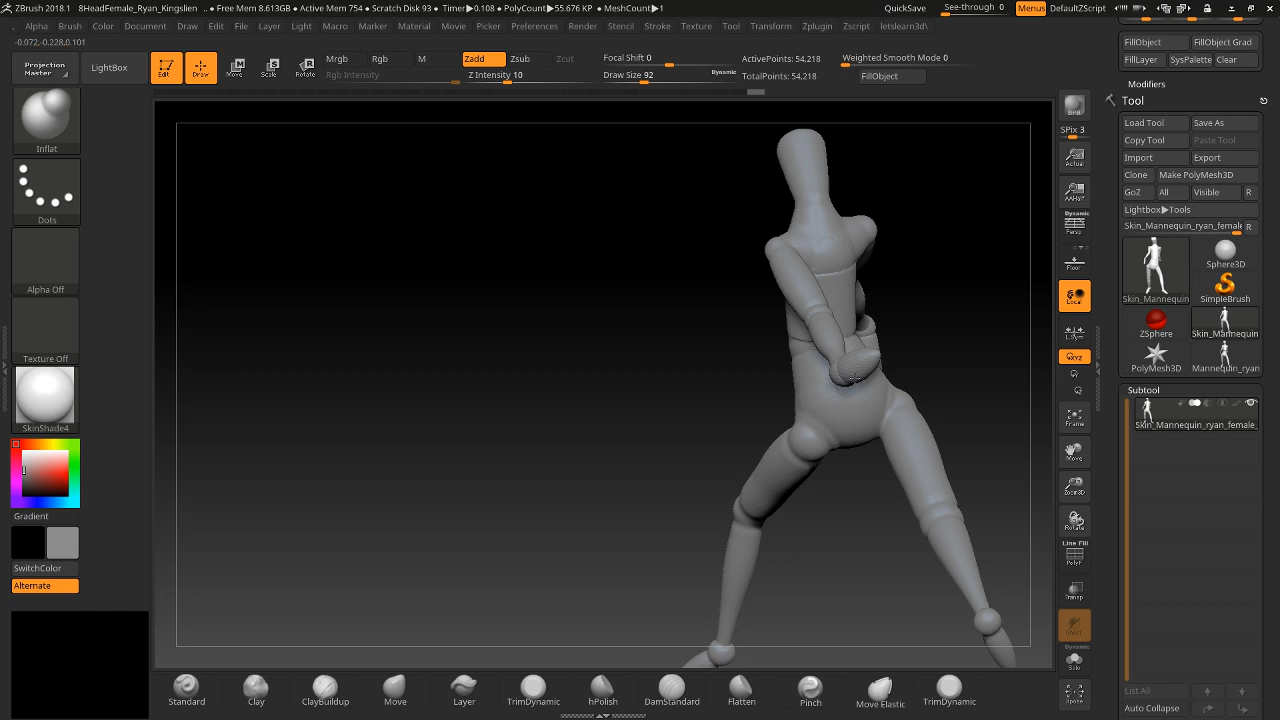 ZBrush 2018.1 8HeadFemale_Ryan_Kingslien .. • Free Mem 8.613GB • Active Mem 754 • Scratch Disk 93 • Timer▶0.108 • PolyCount▶55.676 KP • MeshCount▶1 QuickSave See-through 0 Menus DefaultZScript
Alpha Brush Color Document Draw Edit File Layer Light Macro Marker Material Movie Picker Preferences Render Stencil Stroke Texture Tool Transform Zplugin Zscript letslearn3d\
-0.072,-0.228,0.101
Projection Master
LightBox
Edit Draw Move Scale Rotate
Mrgb Rgb M Zadd Zsub Zcut
Rgb Intensity Z Intensity 10
Focal Shift 0
Draw Size 92 Dynamic
ActivePoints: 54,218
TotalPoints: 54,218
Weighted Smooth Mode 0
FillObject
Inflat
Dots
Alpha Off
Texture Off
SkinShade4
Gradient
SwitchColor
Alternate
BPR
SPix 3
Actual
AAHalf
Dynamic
Persp
Floor
Local
L.Sym
XYZ
Frame
Move
Zoom3D
Rotate
Line Fill
PolyF
Transp
Ghost
Dynamic
Solo
Xpose
FillObject FillObject Grad
FillLayer SysPalette Clear
Modifiers
Tool
Load Tool Save As
Copy Tool Paste Tool
Import Export
Clone Make PolyMesh3D
GoZ All Visible R
Lightbox▶Tools
Skin_Mannequin_ryan_female R
Skin_Mannequin Sphere3D
SimpleBrush
ZSphere Skin_Mannequin
PolyMesh3D Mannequin_ryan
Subtool
Skin_Mannequin_ryan_female_
List All
Auto Collapse
Standard Clay ClayBuildup Move Layer TrimDynamic hPolish DamStandard Flatten Pinch Move Elastic TrimDynamic